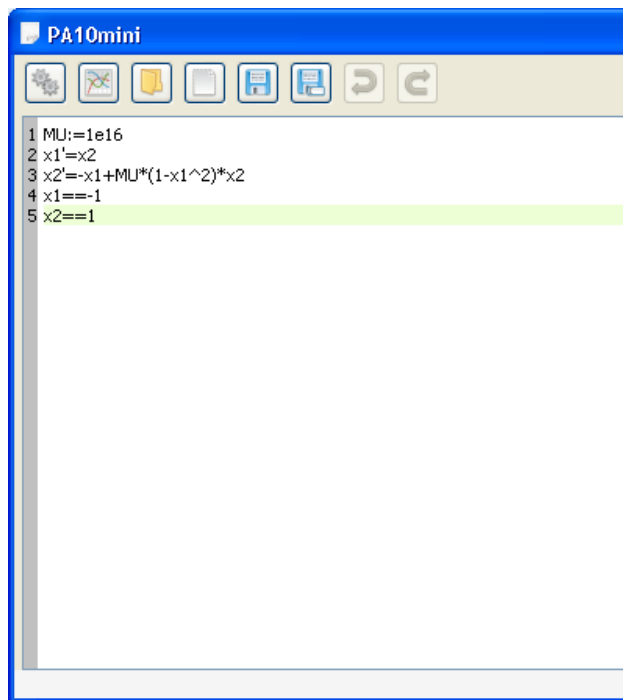 PA10mini
1 MU:=1e16
2 x1'=x2
3 x2'=-x1+MU*(1-x1^2)*x2
4 x1==-1
5 x2==1